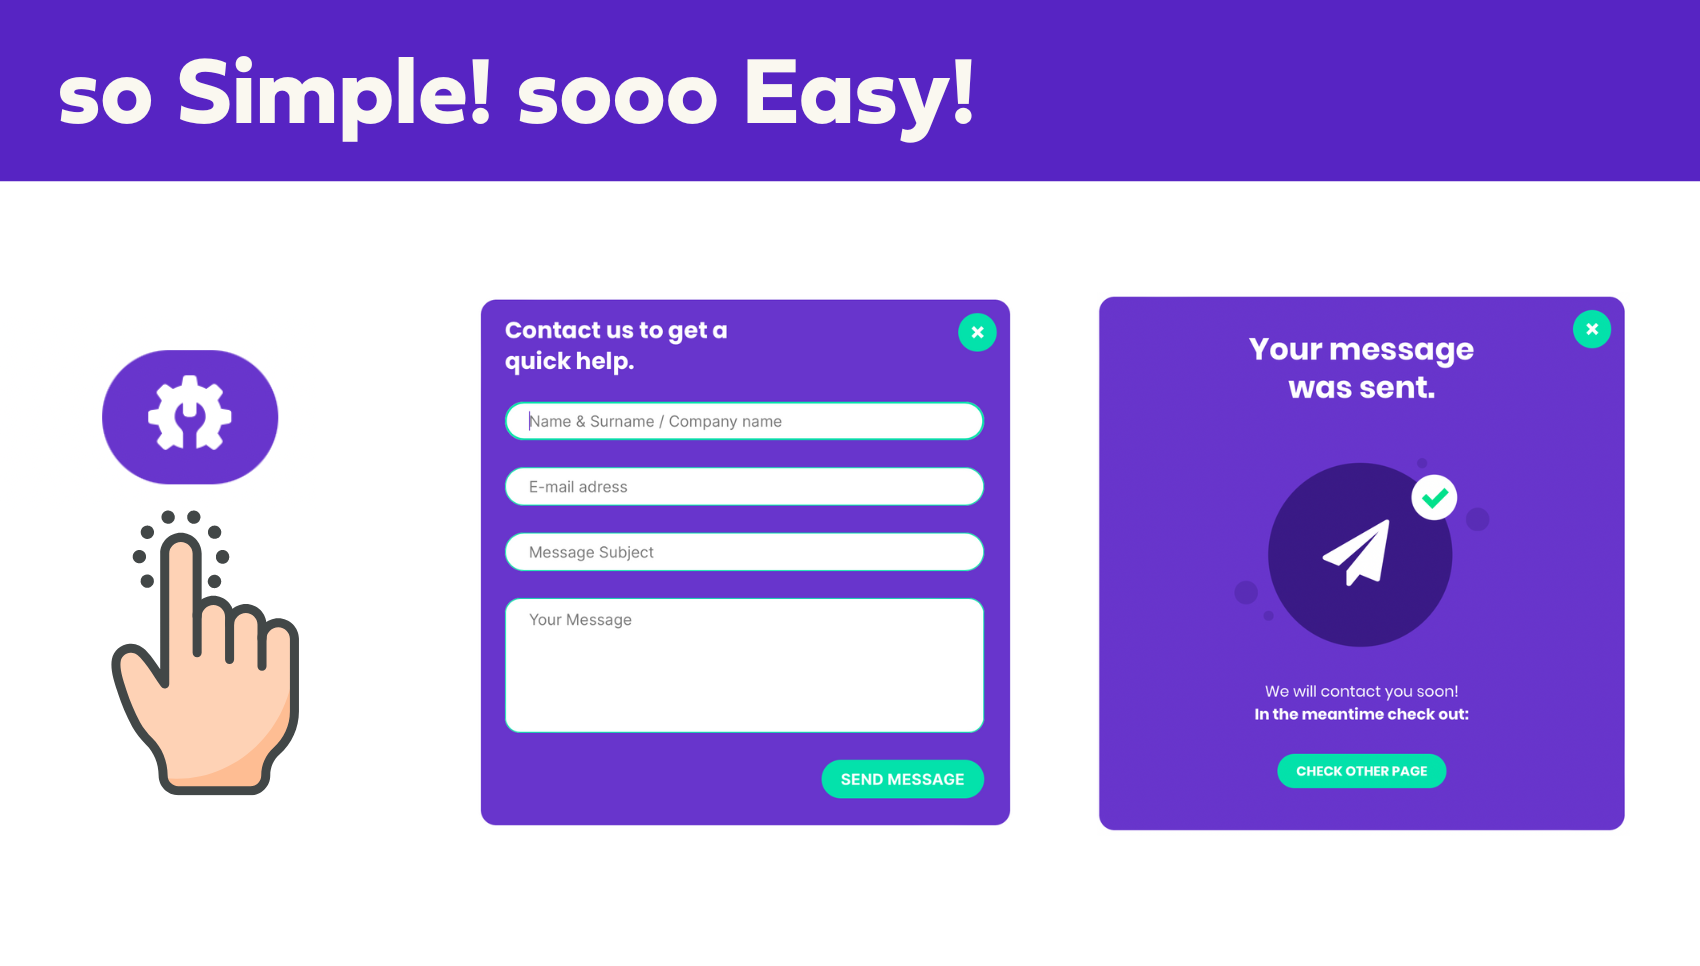 so Simple! sooo Easy!
Contact us to get a
quick help.
Name & Surname / Company name
E-mail adress
Message Subject
Your Message
SEND MESSAGE
Your message
was sent.
We will contact you soon!
In the meantime check out:
CHECK OTHER PAGE